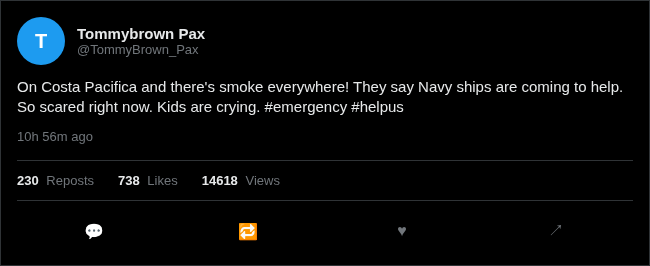 T
Tommybrown Pax
@TommyBrown_Pax
On Costa Pacifica and there's smoke everywhere! They say Navy ships are coming to help.
So scared right now. Kids are crying. #emergency #helpus
10h 56m ago
230 Reposts 738 Likes 14618 Views